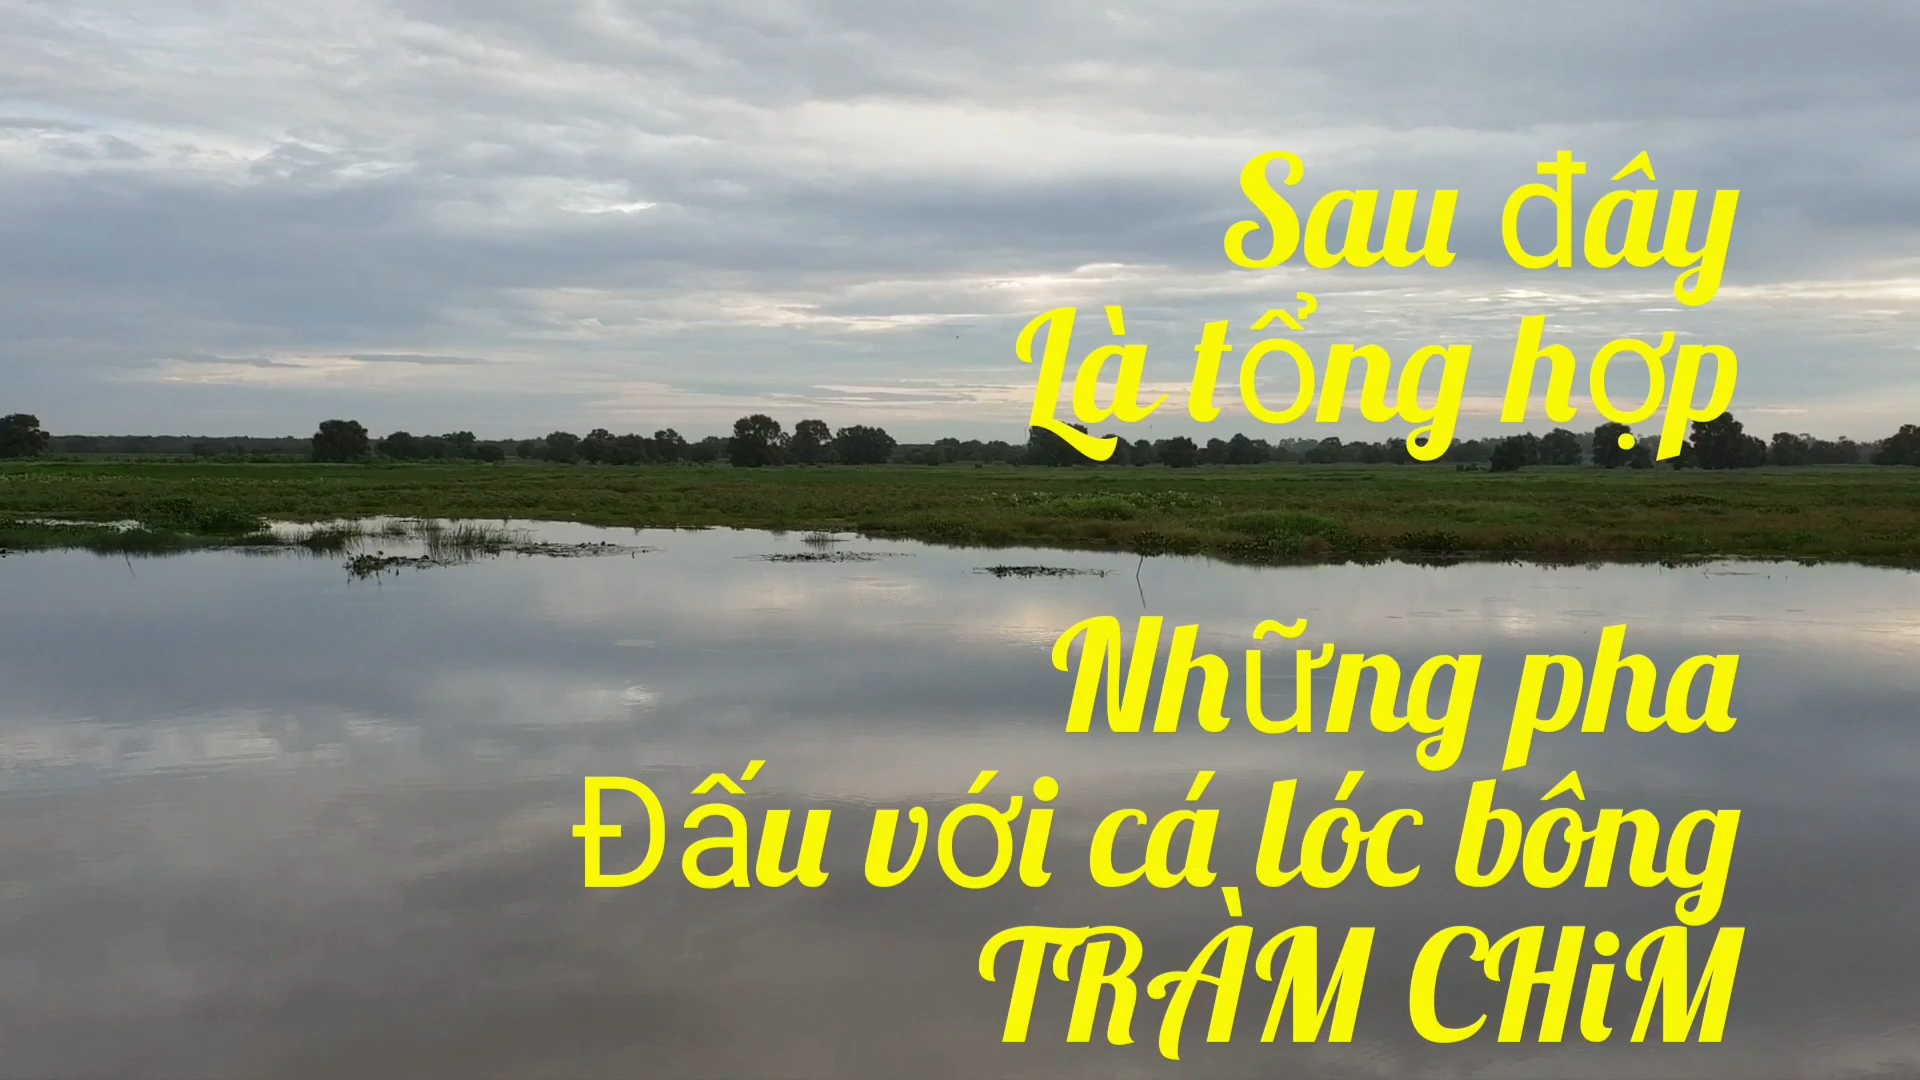 Sau đây
Là tổng hợp
Những pha
Đấu với cá lóc bông
TRÀM CHiM